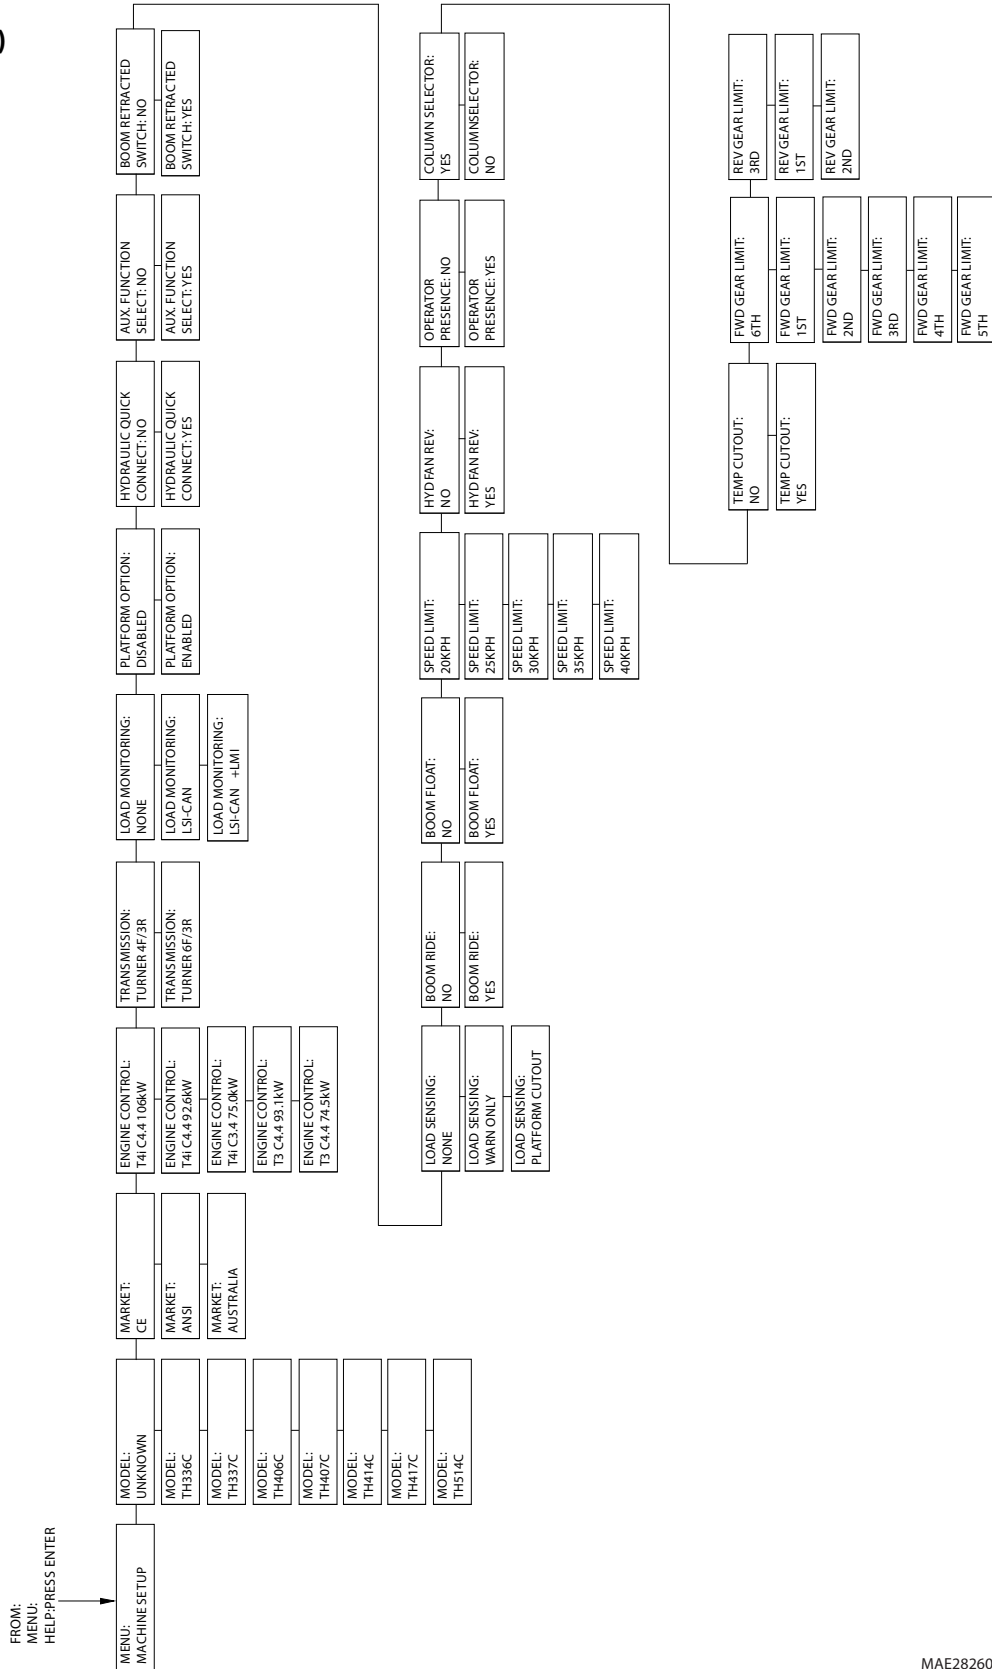 )
FROM:
MENU:
HELP:PRESS ENTER
MENU:
MACHINE SETUP
MODEL:
UNKNOWN
MODEL:
TH336C
MODEL:
TH337C
MODEL:
TH406C
MODEL:
TH407C
MODEL:
TH414C
MODEL:
TH417C
MODEL:
TH514C
MARKET:
CE
MARKET:
ANSI
MARKET:
AUSTRALIA
ENGINE CONTROL:
T4i C4.4 106kW
ENGINE CONTROL:
T4i C4.4 92.6kW
ENGINE CONTROL:
T4i C3.4 75.0kW
ENGINE CONTROL:
T3 C4.4 93.1kW
ENGINE CONTROL:
T3 C4.4 74.5kW
TRANSMISSION:
TURNER 4F/3R
TRANSMISSION:
TURNER 6F/3R
LOAD MONITORING:
NONE
LOAD MONITORING:
LSI-CAN
LOAD MONITORING:
LSI-CAN +LMI
PLATFORM OPTION:
DISABLED
PLATFORM OPTION:
ENABLED
HYDRAULIC QUICK
CONNECT: NO
HYDRAULIC QUICK
CONNECT: YES
AUX. FUNCTION
SELECT: NO
AUX. FUNCTION
SELECT: YES
BOOM RETRACTED
SWITCH: NO
BOOM RETRACTED
SWITCH: YES
LOAD SENSING:
NONE
LOAD SENSING:
WARN ONLY
LOAD SENSING:
PLATFORM CUTOUT
BOOM RIDE:
NO
BOOM RIDE:
YES
BOOM FLOAT:
NO
BOOM FLOAT:
YES
SPEED LIMIT:
20KPH
SPEED LIMIT:
25KPH
SPEED LIMIT:
30KPH
SPEED LIMIT:
35KPH
SPEED LIMIT:
40KPH
HYD FAN REV:
NO
HYD FAN REV:
YES
OPERATOR
PRESENCE: NO
OPERATOR
PRESENCE: YES
COLUMN SELECTOR:
YES
COLUMNSELECTOR:
NO
TEMP CUTOUT:
NO
TEMP CUTOUT:
YES
FWD GEAR LIMIT:
6TH
FWD GEAR LIMIT:
1ST
FWD GEAR LIMIT:
2ND
FWD GEAR LIMIT:
3RD
FWD GEAR LIMIT:
4TH
FWD GEAR LIMIT:
5TH
REV GEAR LIMIT:
3RD
REV GEAR LIMIT:
1ST
REV GEAR LIMIT:
2ND
MAE28260